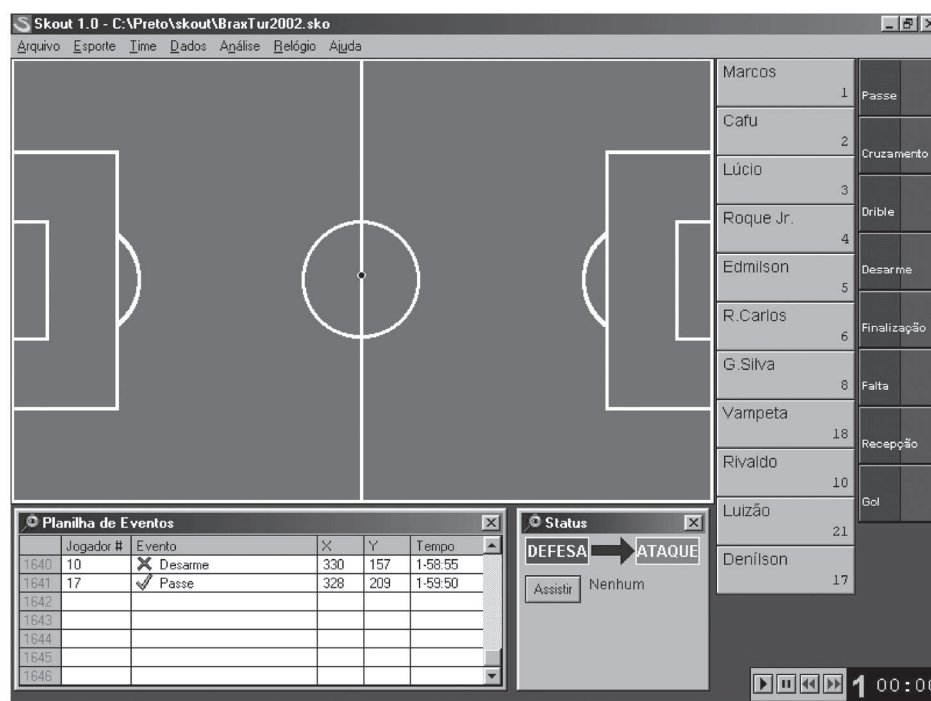 Skout 1.0 - C:\Preto\skout\BraxTur2002.sko
Arquivo Esporte Time Dados Análise Relógio Ajuda
Marcos
1
Cafu
2
Lúcio
3
Roque Jr.
4
Edmilson
5
R.Carlos
6
G.Silva
8
Vampeta
18
Rivaldo
10
Luizão
21
Denílson
17
Passe
Cruzamento
Drible
Desarme
Finalização
Falta
Recepção
Gol
Planilha de Eventos
Jogador # Evento X Y Tempo
1640 10 Desarme 330 157 1-58:55
1641 17 Passe 328 209 1-59:50
1642
1643
1644
1645
1646
Status
DEFESA ATAQUE
Assistir Nenhum
1 00:00